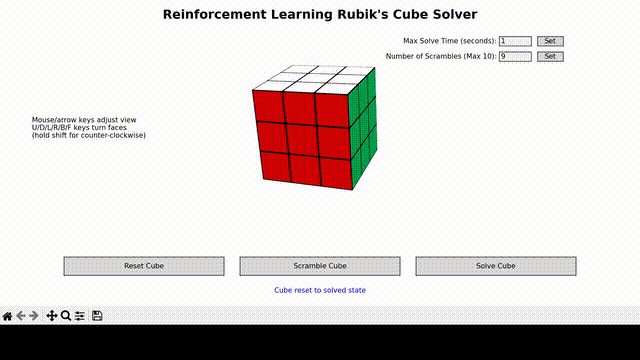 Reinforcement Learning Rubik's Cube Solver
Max Solve Time (seconds): 1 Set
Number of Scrambles (Max 10): 9 Set
Mouse/arrow keys adjust view
U/D/L/R/B/F keys turn faces
(hold shift for counter-clockwise)
Reset Cube Scramble Cube Solve Cube
Cube reset to solved state